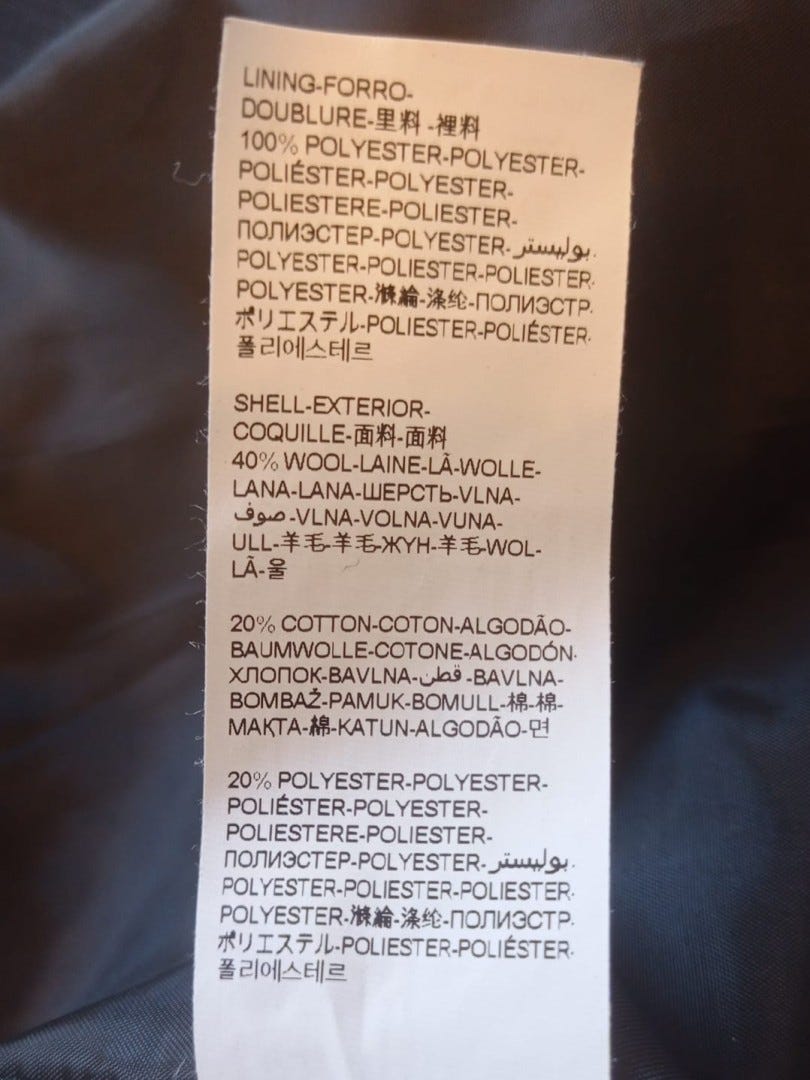 LINING-FORRO-
DOUBLURE-里料-裡料
100% POLYESTER-POLYESTER-
POLIÉSTER-POLYESTER-
POLIESTERE-POLIESTER-
ПОЛИЭСТЕР-POLYESTER-بوليستر-
POLYESTER-POLIESTER-POLIESTER-
POLYESTER-滌綸-涤纶-ПОЛИЭСТР-
ポリエステル-POLIESTER-POLIÉSTER-
폴리에스테르
SHELL-EXTERIOR-
COQUILLE-面料-面料
40% WOOL-LAINE-LÃ-WOLLE-
LANA-LANA-ШЕРСТЬ-VLNA-
صوف-VLNA-VOLNA-VUNA-
ULL-羊毛-羊毛-ЖҮН-羊毛-WOL-
LÃ-울
20% COTTON-COTON-ALGODÃO-
BAUMWOLLE-COTONE-ALGODÓN-
ХЛОПОК-BAVLNA-قطن-BAVLNA-
BOMBAŽ-PAMUK-BOMULL-棉-棉-
МАҚТА-綿-KATUN-ALGODÃO-면
20% POLYESTER-POLYESTER-
POLIÉSTER-POLYESTER-
POLIESTERE-POLIESTER-
ПОЛИЭСТЕР-POLYESTER-بوليستر-
POLYESTER-POLIESTER-POLIESTER-
POLYESTER-滌綸-涤纶-ПОЛИЭСТР-
ポリエステル-POLIESTER-POLIÉSTER-
폴리에스테르